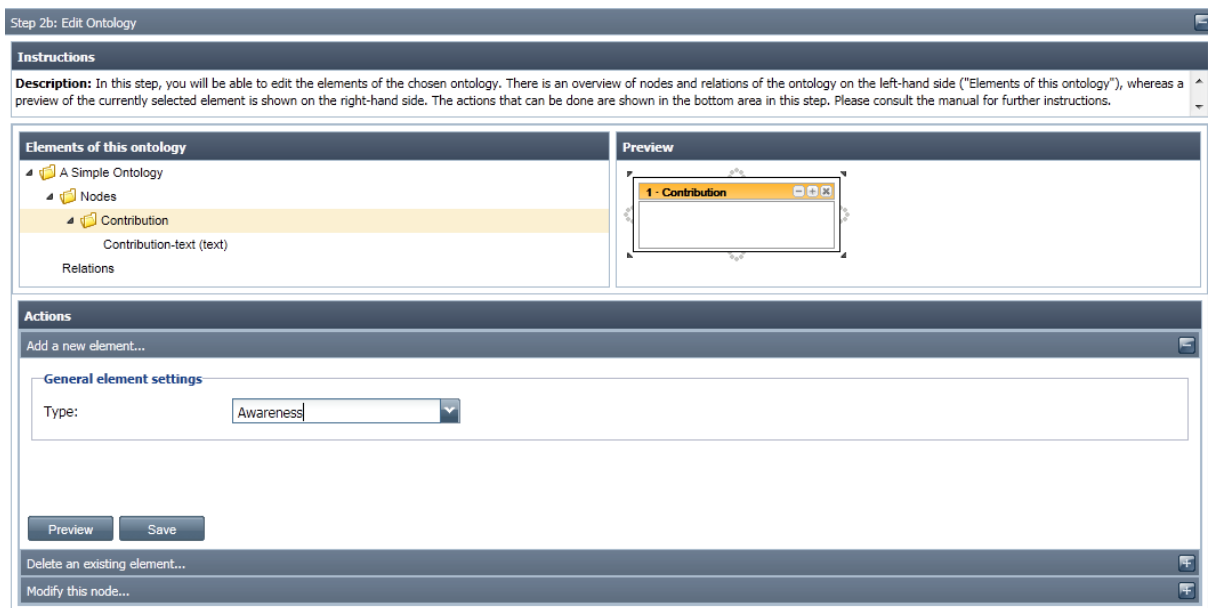 Step 2b: Edit Ontology
Instructions
Description: In this step, you will be able to edit the elements of the chosen ontology. There is an overview of nodes and relations of the ontology on the left-hand side ("Elements of this ontology"), whereas a
preview of the currently selected element is shown on the right-hand side. The actions that can be done are shown in the bottom area in this step. Please consult the manual for further instructions.
Elements of this ontology
A Simple Ontology
Nodes
Contribution
Contribution-text (text)
Relations
Preview
1 - Contribution
Actions
Add a new element...
General element settings
Type:
Awareness
Preview
Save
Delete an existing element...
Modify this node...